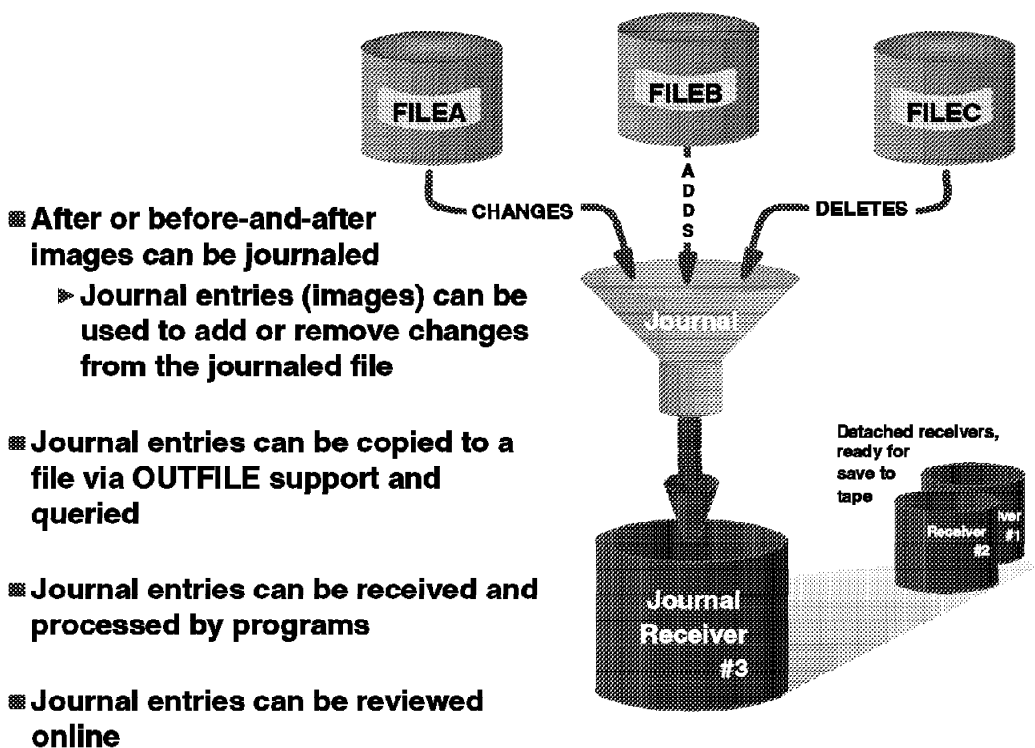 FILEA
FILEB
FILEC
CHANGES
ADDS
DELETES
After or before-and-after
images can be journaled
Journal entries (images) can be
used to add or remove changes
from the journaled file
Journal
Journal entries can be copied to a
file via OUTFILE support and
queried
Detached receivers,
ready for
save to
tape
iver
#1
Receiver
#2
Journal entries can be received and
processed by programs
Journal
Receiver
#3
Journal entries can be reviewed
online